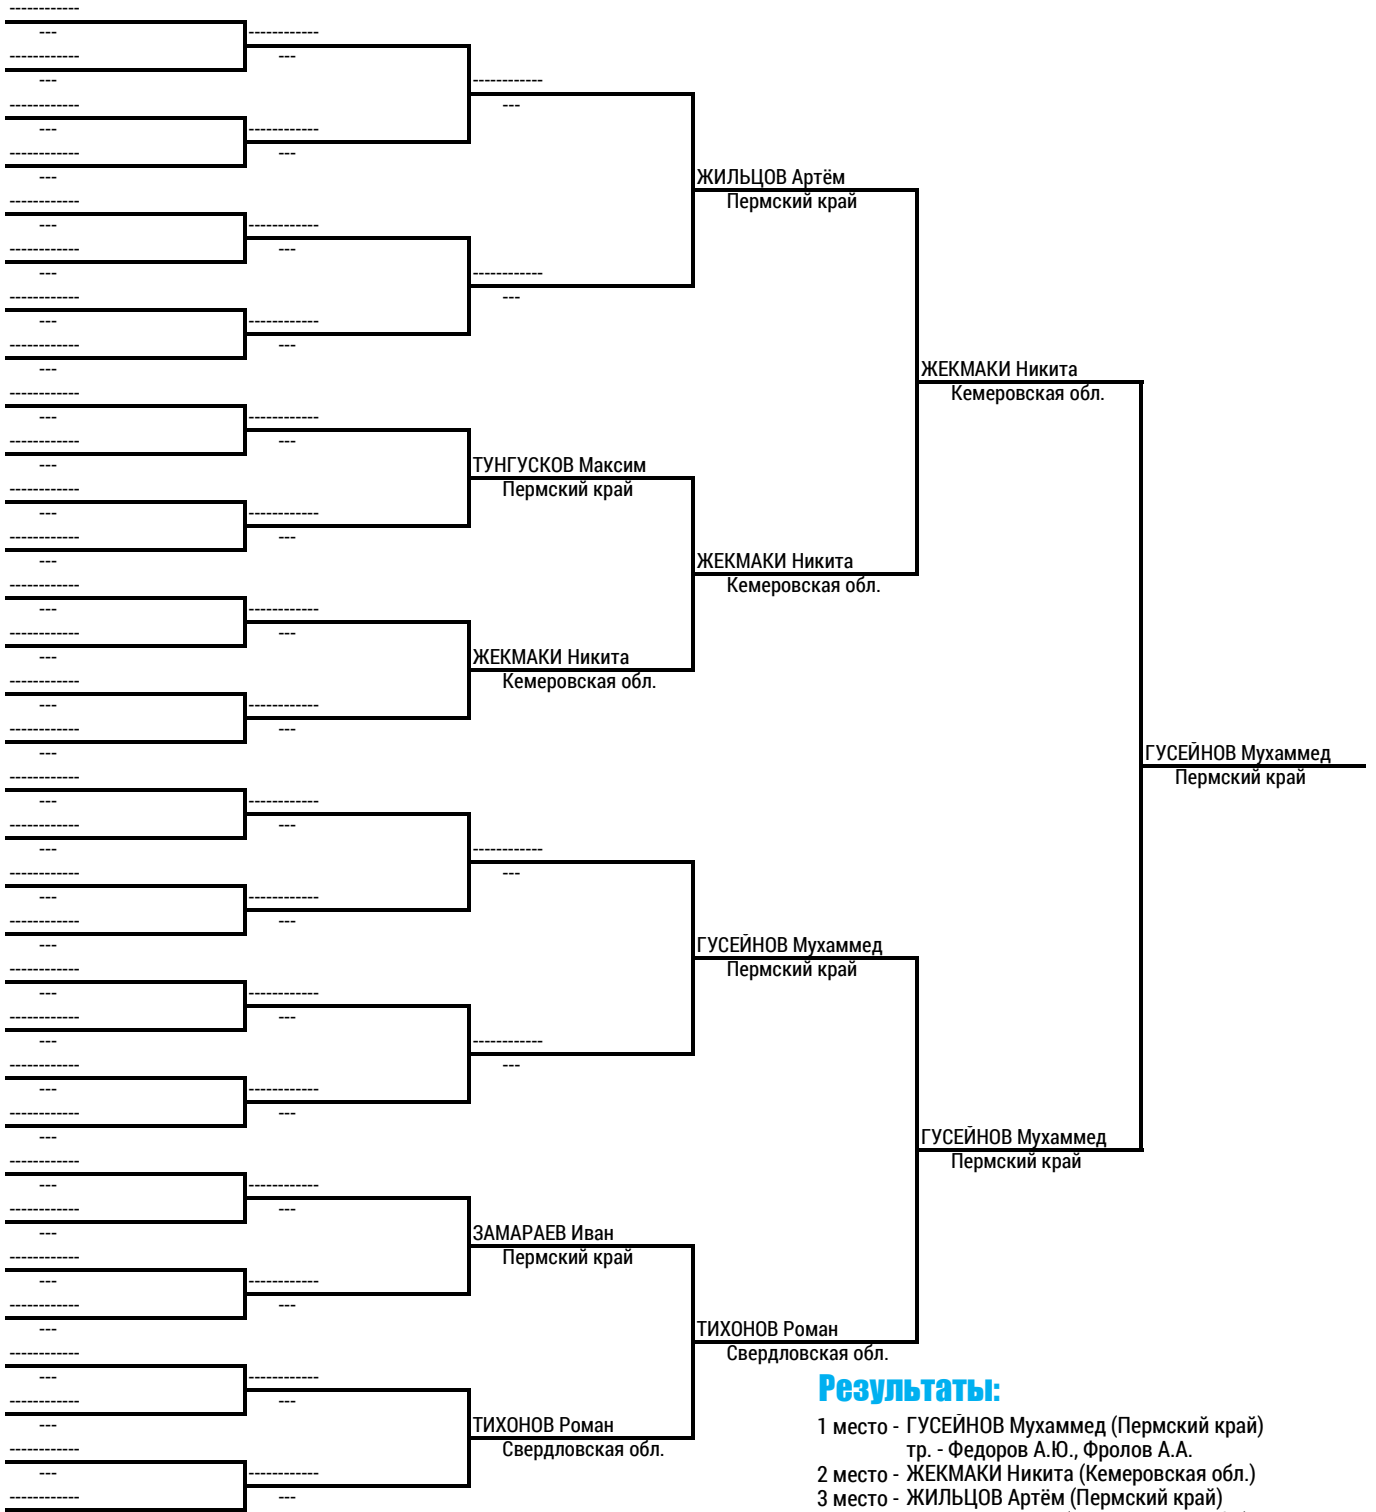 ЖИЛЬЦОВ Артём
Пермский край
ЖЕКМАКИ Никита
Кемеровская обл.
ТУНГУСКОВ Максим
Пермский край
ЖЕКМАКИ Никита
Кемеровская обл.
ЖЕКМАКИ Никита
Кемеровская обл.
ГУСЕЙНОВ Мухаммед
Пермский край
ГУСЕЙНОВ Мухаммед
Пермский край
ГУСЕЙНОВ Мухаммед
Пермский край
ЗАМАРАЕВ Иван
Пермский край
ТИХОНОВ Роман
Свердловская обл.
ТИХОНОВ Роман
Свердловская обл.
Результаты:
1 место - ГУСЕЙНОВ Мухаммед (Пермский край)
тр. - Федоров А.Ю., Фролов А.А.
2 место - ЖЕКМАКИ Никита (Кемеровская обл.)
3 место - ЖИЛЬЦОВ Артём (Пермский край)